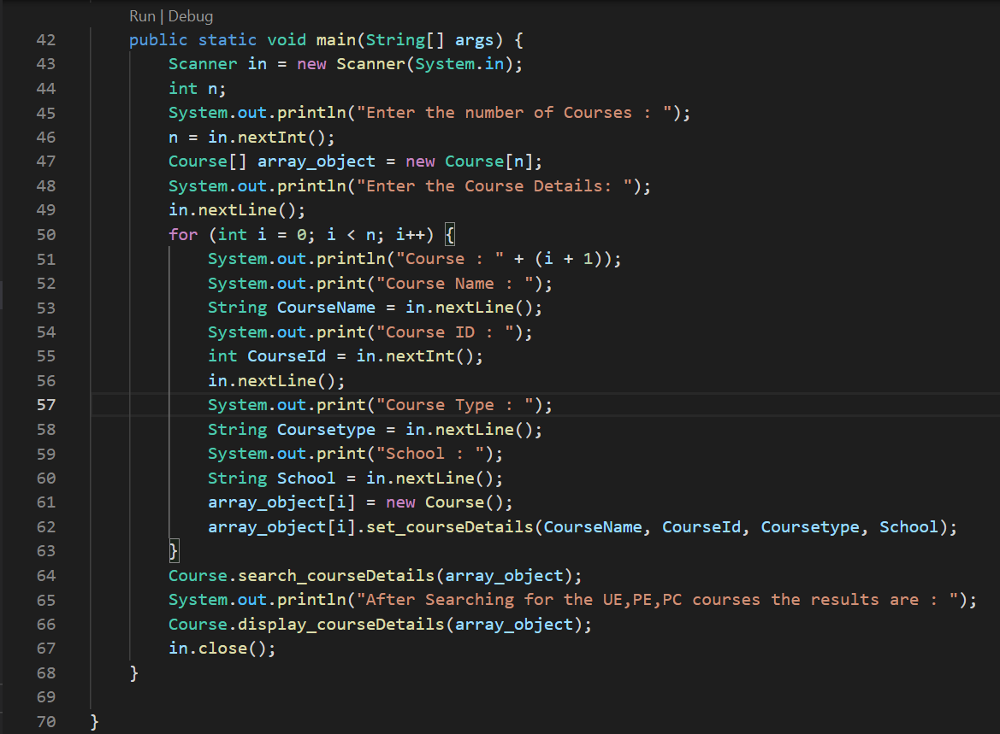 Run | Debug
42 public static void main(String[] args) {
43 Scanner in = new Scanner(System.in);
44 int n;
45 System.out.println("Enter the number of Courses : ");
46 n = in.nextInt();
47 Course[] array_object = new Course[n];
48 System.out.println("Enter the Course Details: ");
49 in.nextLine();
50 for (int i = 0; i < n; i++) {
51 System.out.println("Course : " + (i + 1));
52 System.out.print("Course Name : ");
53 String CourseName = in.nextLine();
54 System.out.print("Course ID : ");
55 int CourseId = in.nextInt();
56 in.nextLine();
57 System.out.print("Course Type : ");
58 String Coursetype = in.nextLine();
59 System.out.print("School : ");
60 String School = in.nextLine();
61 array_object[i] = new Course();
62 array_object[i].set_courseDetails(CourseName, CourseId, Coursetype, School);
63 }
64 Course.search_courseDetails(array_object);
65 System.out.println("After Searching for the UE,PE,PC courses the results are : ");
66 Course.display_courseDetails(array_object);
67 in.close();
68 }
69
70 }